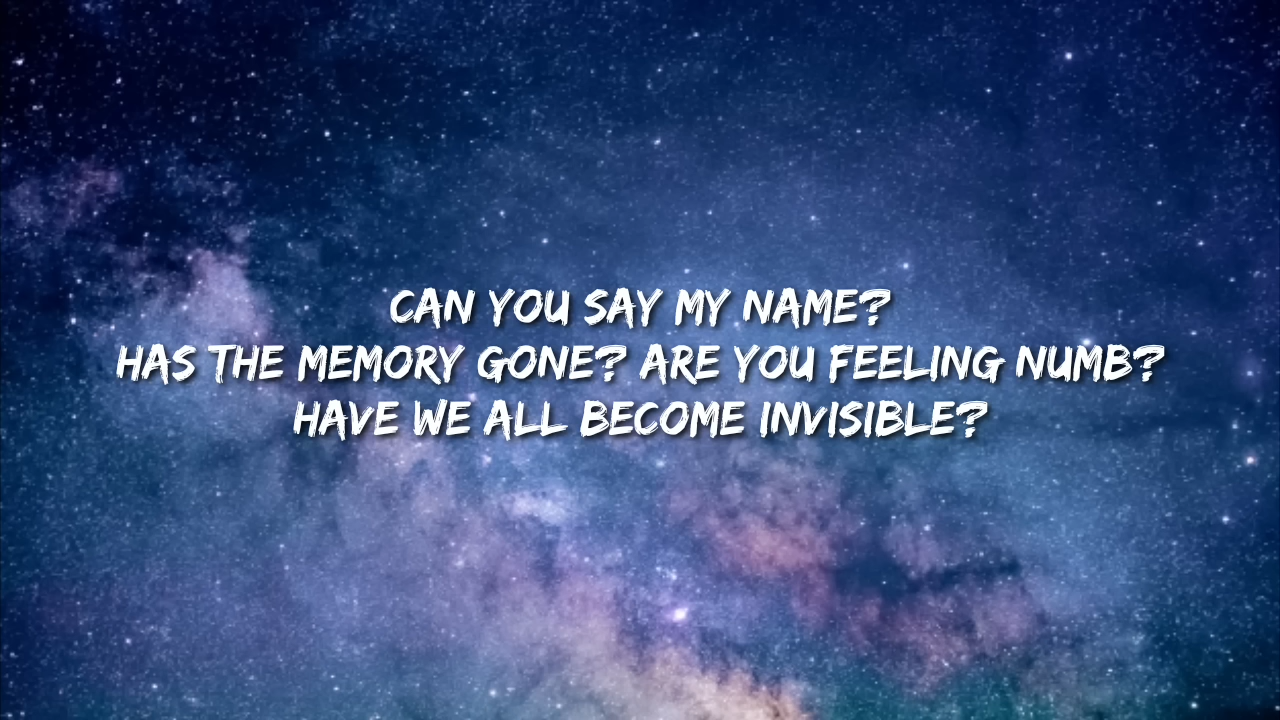 CAN YOU SAY MY NAME?
HAS THE MEMORY GONE? ARE YOU FEELING NUMB?
HAVE WE ALL BECOME INVISIBLE?